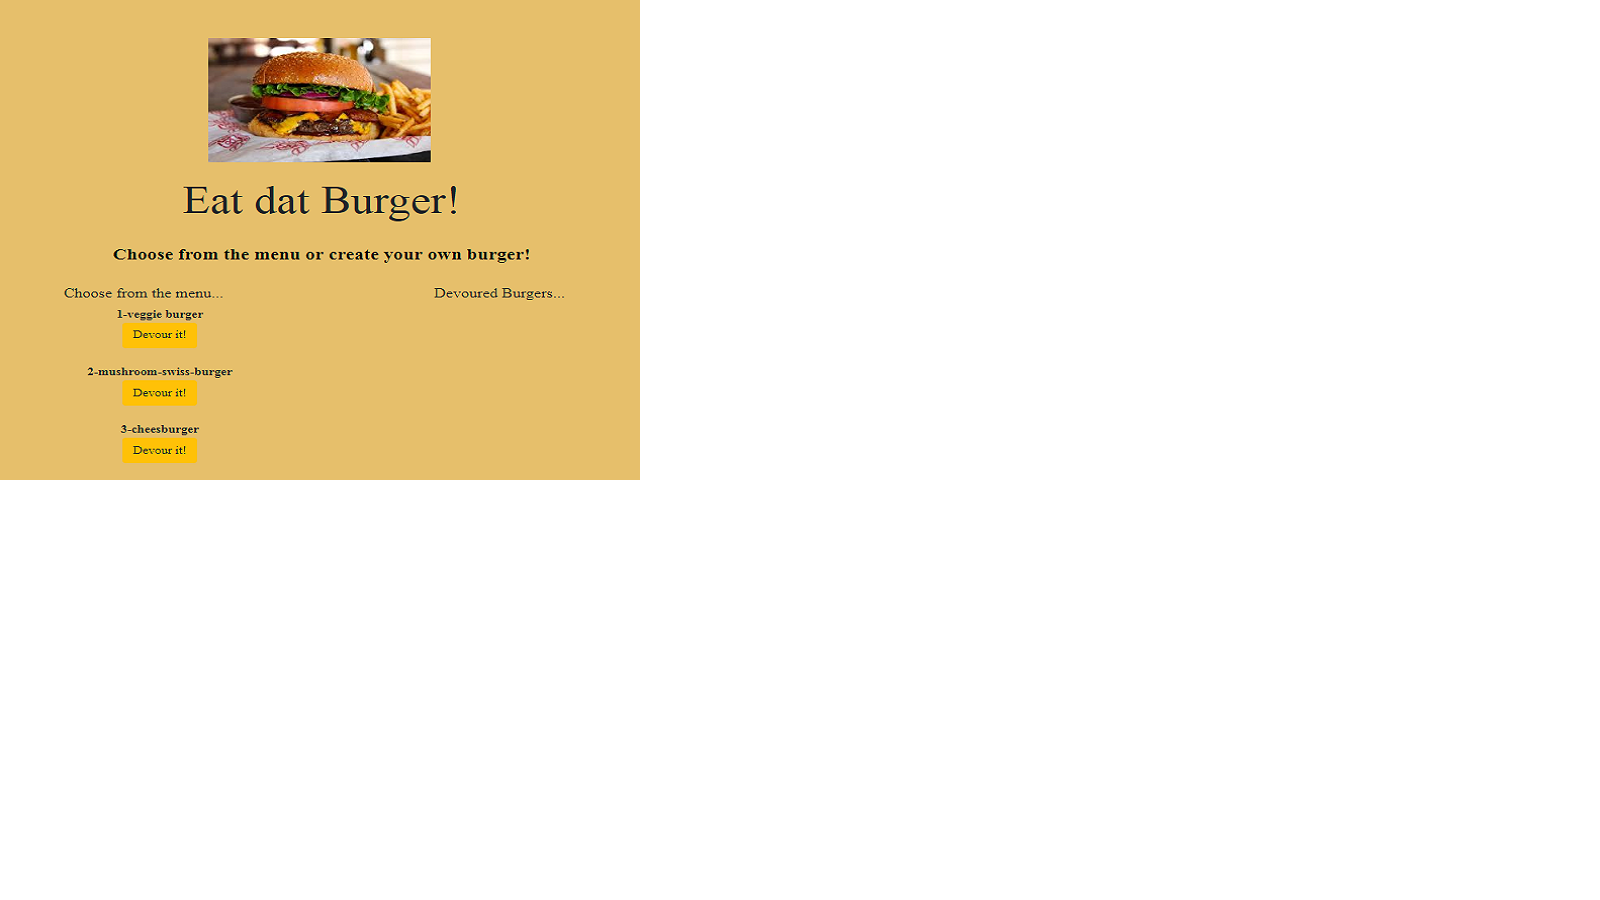 Eat dat Burger!
Choose from the menu or create your own burger!
Choose from the menu...
1-veggie burger
Devour it!
2-mushroom-swiss-burger
Devour it!
3-cheesburger
Devour it!
Devoured Burgers...